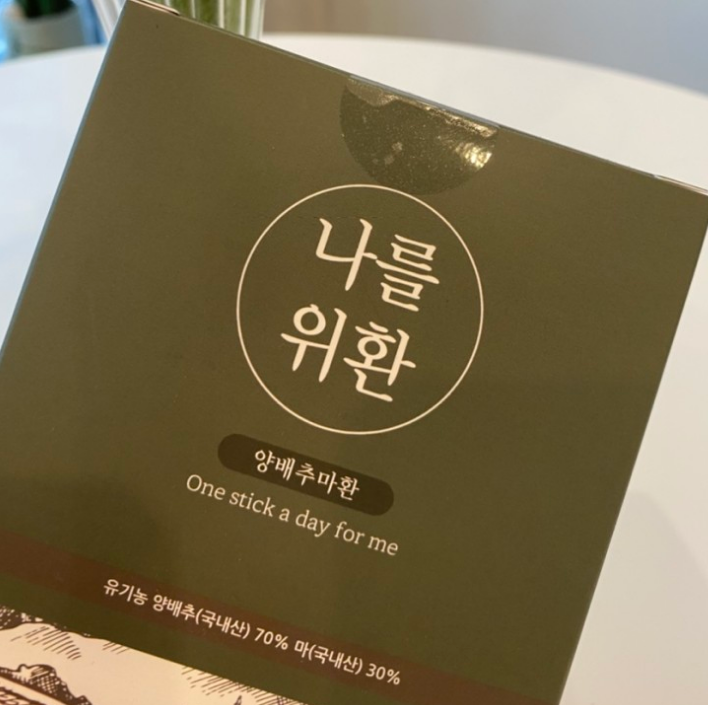 나를
위환
양배추마환
One stick a day for me
유기농 양배추(국내산) 70% 마(국내산) 30%